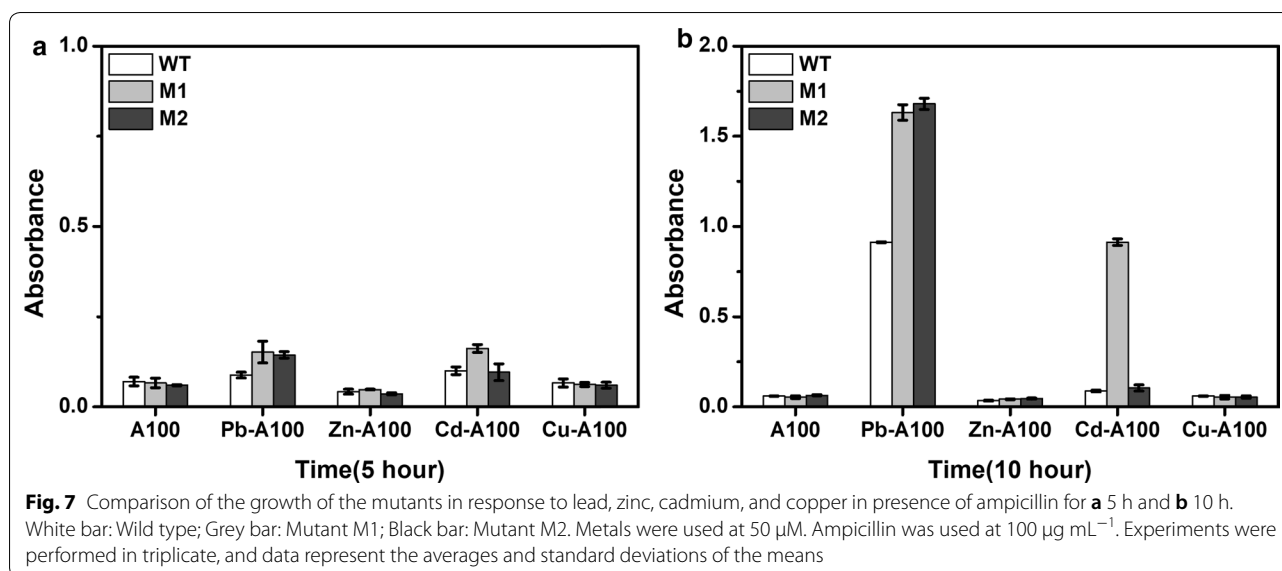 a
1.0
0.5
0.0
Absorbance
WT
M1
M2
A100 Pb-A100 Zn-A100 Cd-A100 Cu-A100
Time(5 hour)
b
2.0
1.5
1.0
0.5
0.0
Absorbance
WT
M1
M2
A100 Pb-A100 Zn-A100 Cd-A100 Cu-A100
Time(10 hour)
Fig. 7 Comparison of the growth of the mutants in response to lead, zinc, cadmium, and copper in presence of ampicillin for a 5 h and b 10 h.
White bar: Wild type; Grey bar: Mutant M1; Black bar: Mutant M2. Metals were used at 50 µM. Ampicillin was used at 100 µg mL⁻¹. Experiments were
performed in triplicate, and data represent the averages and standard deviations of the means